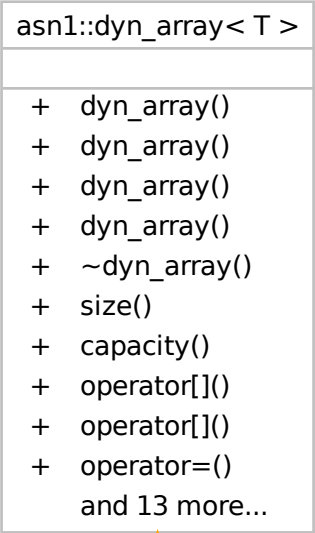 asn1::dyn_array< T >
+ dyn_array()
+ dyn_array()
+ dyn_array()
+ dyn_array()
+ ~dyn_array()
+ size()
+ capacity()
+ operator[]()
+ operator[]()
+ operator=()
and 13 more...